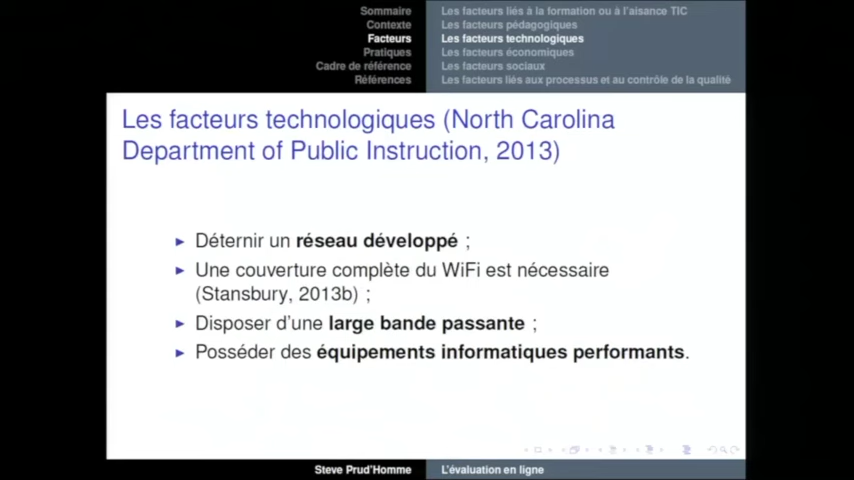 Sommaire
Contexte
Facteurs
Pratiques
Cadre de référence
Références
Les facteurs liés à la formation ou à l'aisance TIC
Les facteurs pédagogiques
Les facteurs technologiques
Les facteurs économiques
Les facteurs sociaux
Les facteurs liés aux processus et au contrôle de la qualité
Les facteurs technologiques (North Carolina
Department of Public Instruction, 2013)
Déternir un réseau développé ;
Une couverture complète du WiFi est nécessaire
(Stansbury, 2013b) ;
Disposer d'une large bande passante ;
Posséder des équipements informatiques performants.
Steve Prud'Homme
L'évaluation en ligne